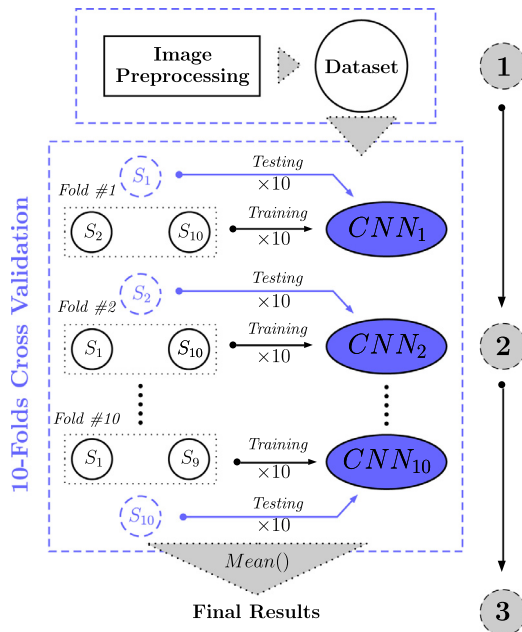 Image
Preprocessing
Dataset
1
10-Folds Cross Validation
S₁
Testing
×10
Fold #1
S₂
S₁₀
Training
×10
CNN₁
S₂
Testing
×10
Fold #2
S₁
S₁₀
Training
×10
CNN₂
2
Fold #10
S₁
S₉
Training
×10
CNN₁₀
S₁₀
Testing
×10
Mean()
Final Results
3